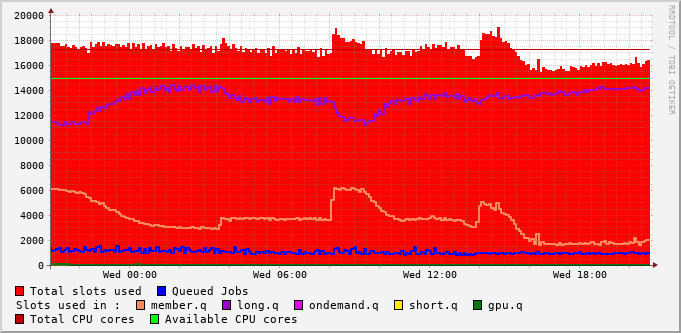 20000
18000
16000
14000
12000
10000
8000
6000
4000
2000
0
Wed 00:00 Wed 06:00 Wed 12:00 Wed 18:00
RRDTOOL / TOBI OETIKER
Total slots used Queued Jobs
Slots used in : member.q long.q ondemand.q short.q gpu.q
Total CPU cores Available CPU cores